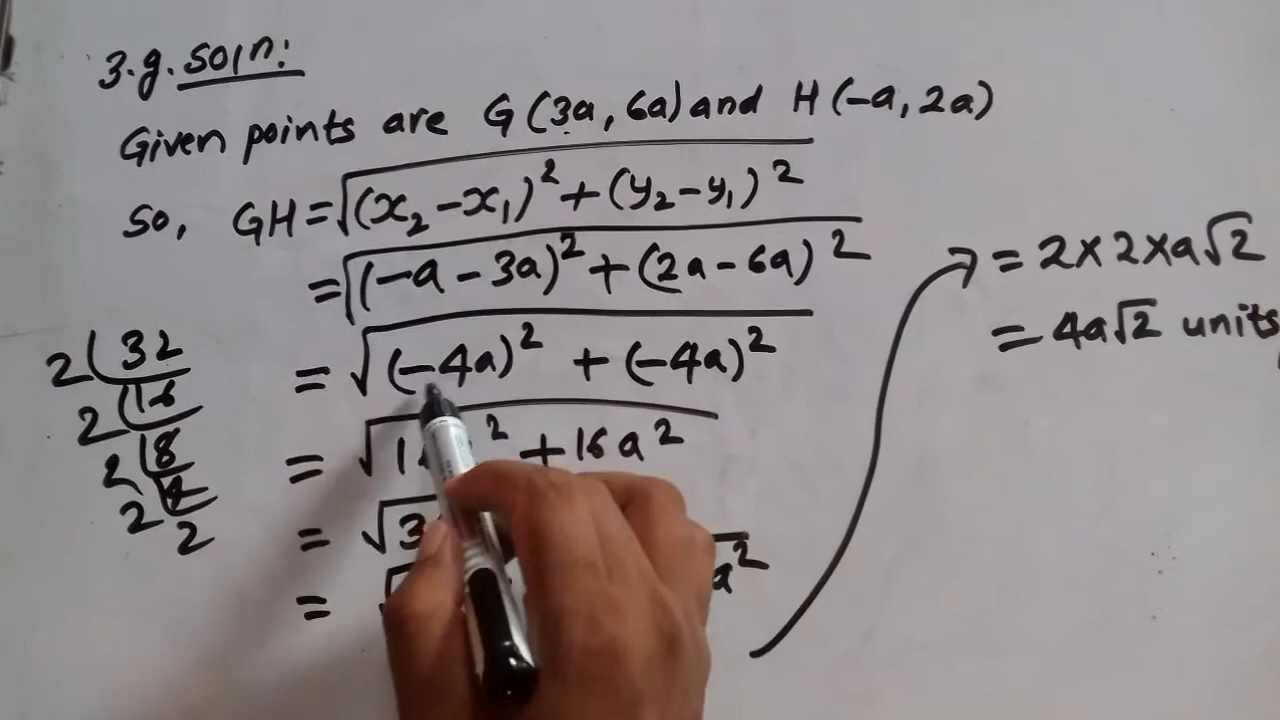 3.g. Soln:
Given points are G(3a, 6a) and H(-a, 2a)
So, GH = √(x₂-x₁)² + (y₂-y₁)²
= √(-a - 3a)² + (2a - 6a)²
= √(-4a)² + (-4a)²
= √1 ² + 16a²
= √3
= √ a²
2 32
2 16
2 8
2 4
2
= 2×2×a√2
= 4a√2 units